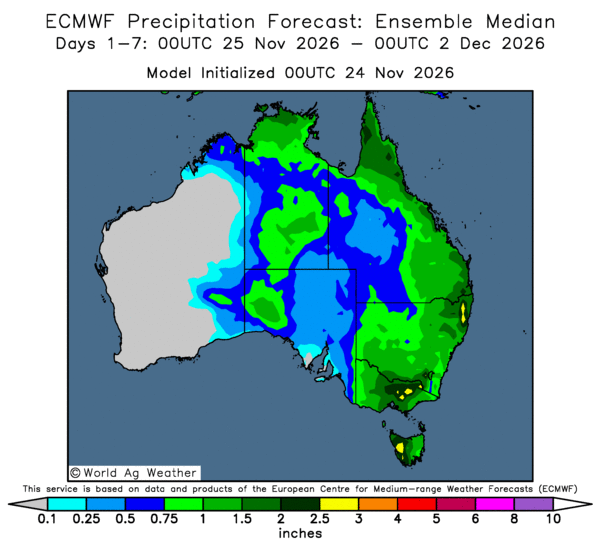 ECMWF Precipitation Forecast: Ensemble Median
Days 1-7: 00UTC 25 Nov 2026 - 00UTC 2 Dec 2026
Model Initialized 00UTC 24 Nov 2026
© World Ag Weather
This service is based on data and products of the European Centre for Medium-range Weather Forecasts (ECMWF)
0.1 0.25 0.5 0.75 1 1.5 2 2.5 3 4 5 6 8 10
inches